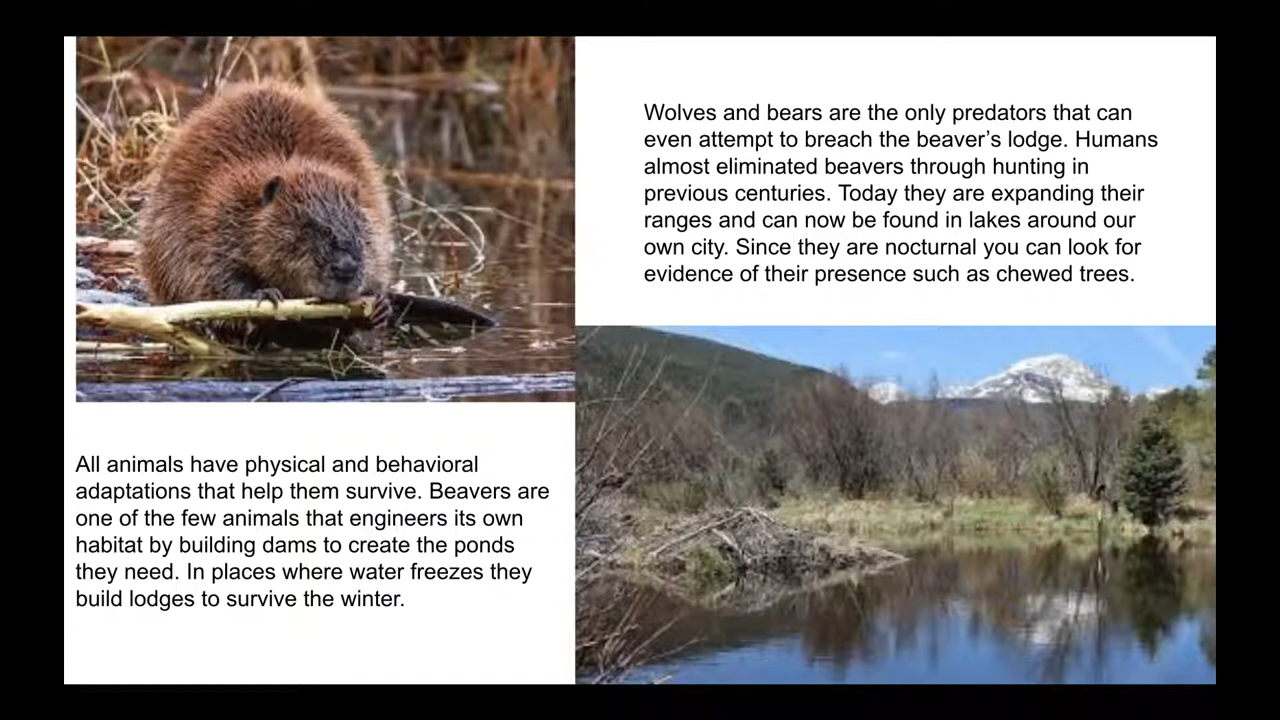 Wolves and bears are the only predators that can
even attempt to breach the beaver’s lodge. Humans
almost eliminated beavers through hunting in
previous centuries. Today they are expanding their
ranges and can now be found in lakes around our
own city. Since they are nocturnal you can look for
evidence of their presence such as chewed trees.
All animals have physical and behavioral
adaptations that help them survive. Beavers are
one of the few animals that engineers its own
habitat by building dams to create the ponds
they need. In places where water freezes they
build lodges to survive the winter.